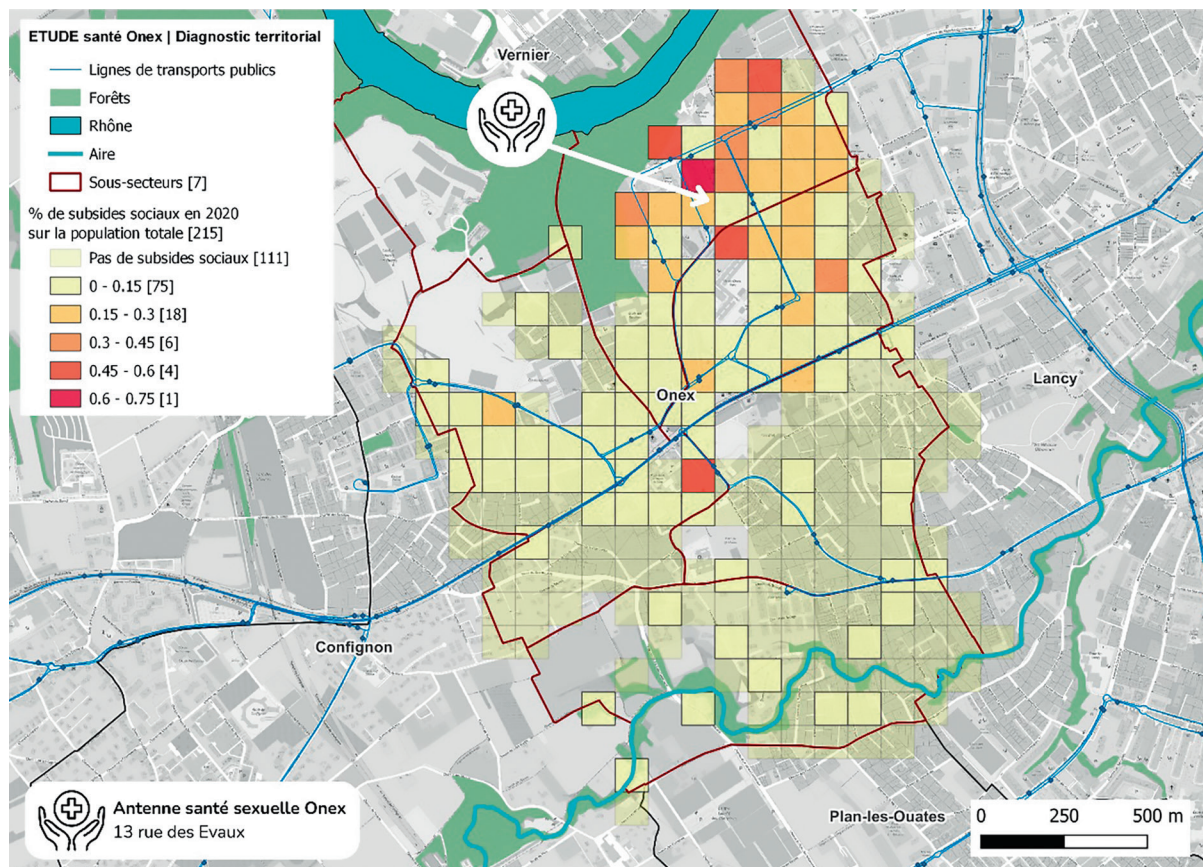 ETUDE santé Onex | Diagnostic territorial
Lignes de transports publics
Forêts
Rhône
Aire
Sous-secteurs [7]
% de subsides sociaux en 2020
sur la population totale [215]
Pas de subsides sociaux [111]
0 - 0.15 [75]
0.15 - 0.3 [18]
0.3 - 0.45 [6]
0.45 - 0.6 [4]
0.6 - 0.75 [1]
Vernier
Onex
Lancy
Confignon
Plan-les-Ouates
Antenne santé sexuelle Onex
13 rue des Evaux
0 250 500 m